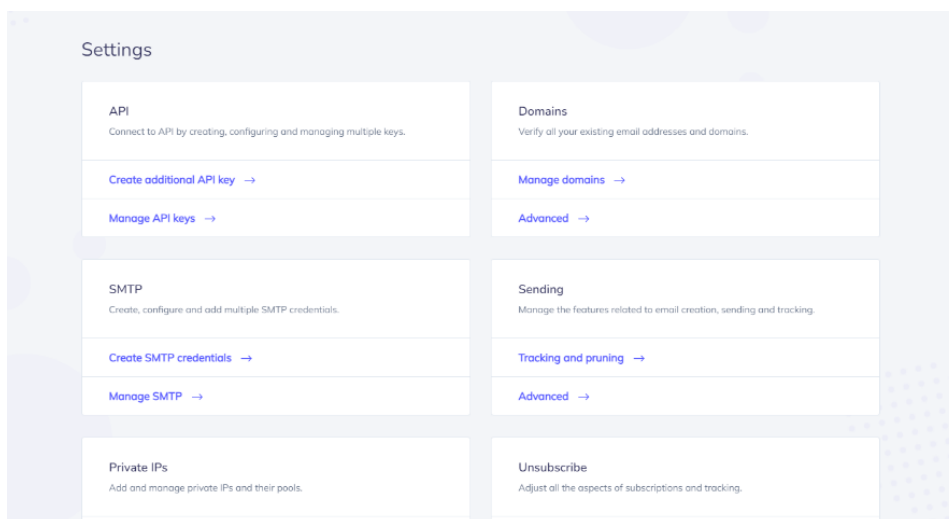 Settings
API
Connect to API by creating, configuring and managing multiple keys.
Create additional API key →
Manage API keys →
Domains
Verify all your existing email addresses and domains.
Manage domains →
Advanced →
SMTP
Create, configure and add multiple SMTP credentials.
Create SMTP credentials →
Manage SMTP →
Sending
Manage the features related to email creation, sending and tracking.
Tracking and pruning →
Advanced →
Private IPs
Add and manage private IPs and their pools.
Unsubscribe
Adjust all the aspects of subscriptions and tracking.